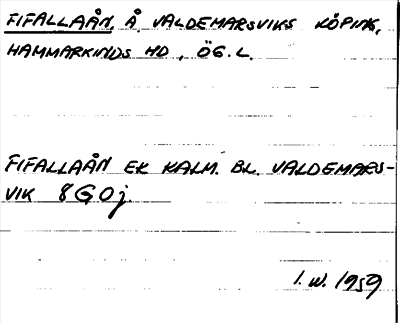 FIFALLAÅN, Å, VALDEMARSVIKS KÖPING,
HAMMARKINDS HD, ÖG.L.
FIFALLAÅN EK KALM. BL. VALDEMARS-
VIK 8G0j.
I.W. 1959